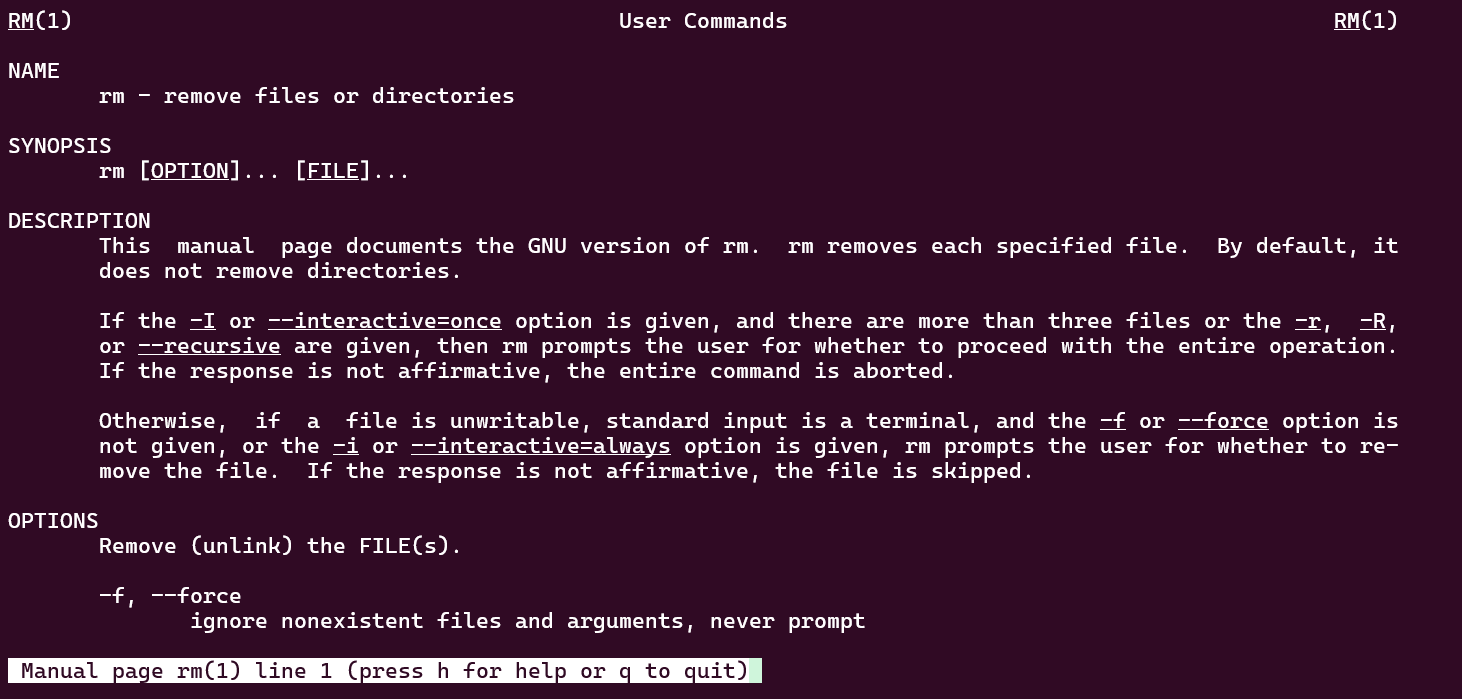 RM(1) User Commands RM(1)
NAME
rm - remove files or directories
SYNOPSIS
rm [OPTION]... [FILE]...
DESCRIPTION
This manual page documents the GNU version of rm. rm removes each specified file. By default, it
does not remove directories.
If the -I or --interactive=once option is given, and there are more than three files or the -r, -R,
or --recursive are given, then rm prompts the user for whether to proceed with the entire operation.
If the response is not affirmative, the entire command is aborted.
Otherwise, if a file is unwritable, standard input is a terminal, and the -f or --force option is
not given, or the -i or --interactive=always option is given, rm prompts the user for whether to re-
move the file. If the response is not affirmative, the file is skipped.
OPTIONS
Remove (unlink) the FILE(s).
-f, --force
ignore nonexistent files and arguments, never prompt
Manual page rm(1) line 1 (press h for help or q to quit)